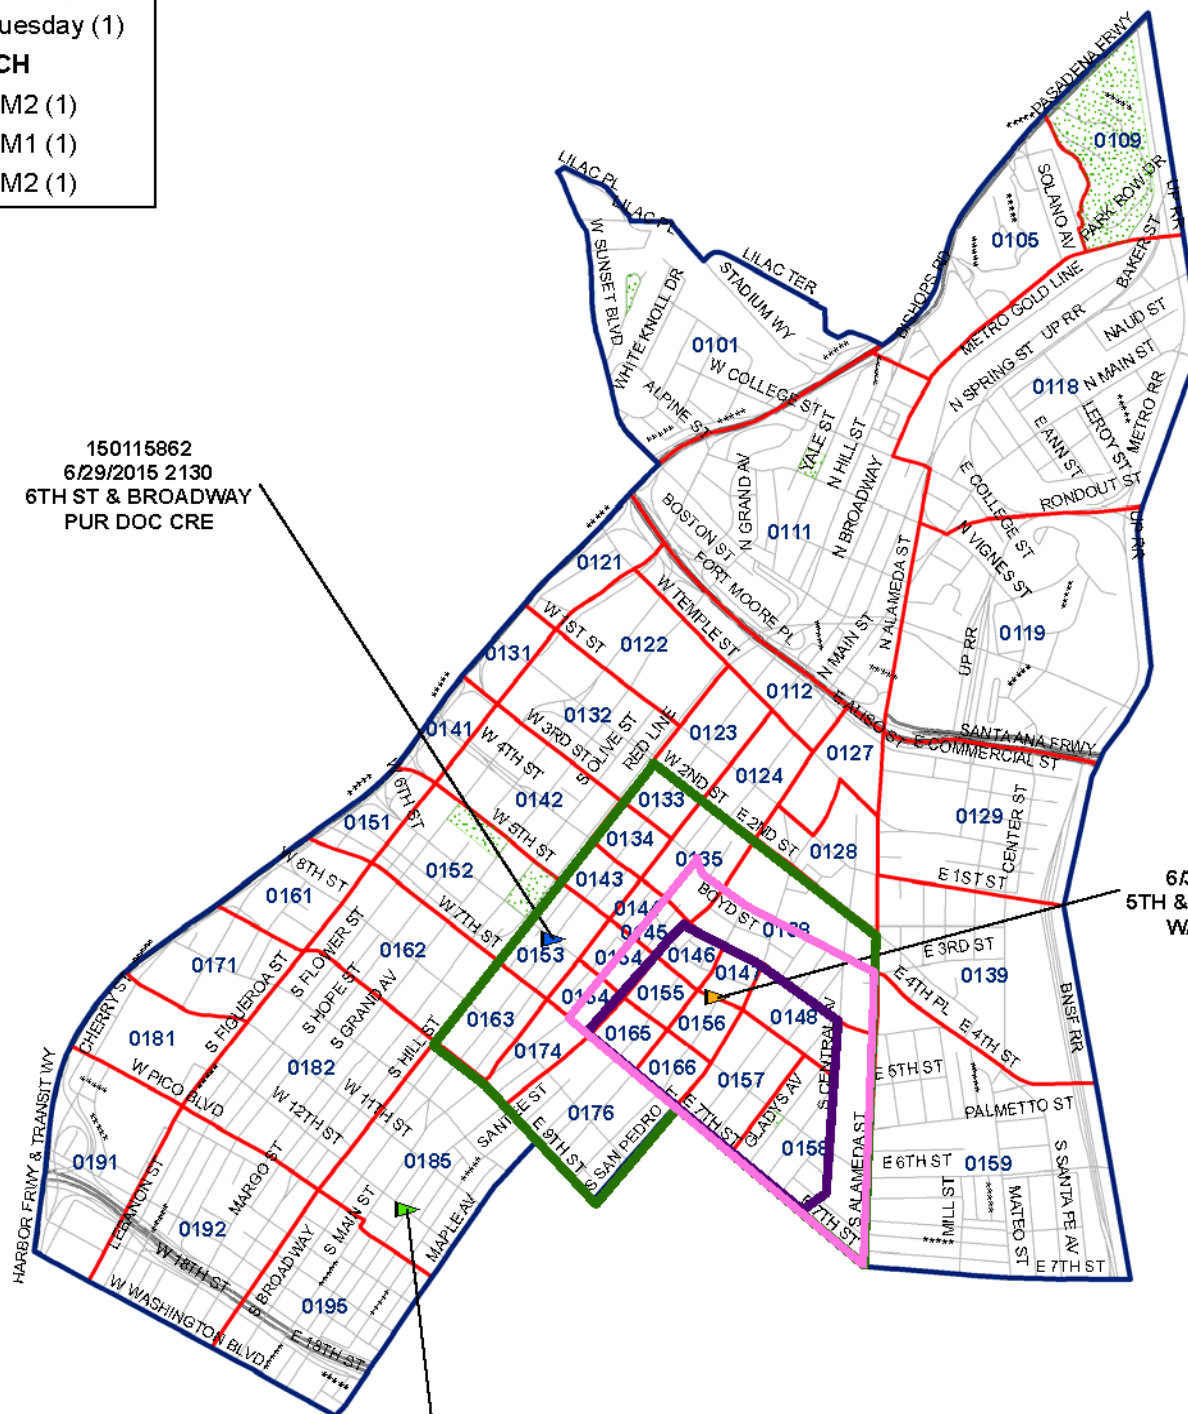 uesday (1)
CH
M2 (1)
M1 (1)
M2 (1)
PASADENA FRWY
*****
*****
0109
LILAC PL
SOLANO AV
PARK ROW DR
UP RR
LILAC PL
*****
0105
W SUNSET BLVD
LILAC TER
*****
BAKER ST
STADIUM WY
BISHOPS RD
METRO GOLD LINE
WHITE KNOLL DR
UP RR
NAUD ST
0101
*****
N SPRING ST
N MAIN ST
W COLLEGE ST
*****
0118
METRO RR
ALPINE ST
*****
LEROY ST
*****
*****
YALE ST
N HILL ST
E ANN ST
150115862
6/29/2015 2130
6TH ST & BROADWAY
PUR DOC CRE
N GRAND AV
N BROADWAY
E COLLEGE ST
RONDOUT ST
BOSTON ST
*****
0111
UP RR
N VIGNES ST
0121
FORT MOORE PL
N ALAMEDA ST
*****
W TEMPLE ST
W 1ST ST
0122
*****
N MAIN ST
0119
0131
UP RR
*****
*****
*****
0112
0132
E ALISO ST
0141
W 3RD ST
S OLIVE ST
RED LINE
0123
SANTA ANA FRWY
W 4TH ST
0127
E COMMERCIAL ST
W 2ND ST
0124
*****
W 6TH ST
0142
0133
CENTER ST
0151
W 5TH ST
0134
E 2ND ST
0129
0135
0128
W 8TH ST
0152
0143
E 1ST ST
6/3
0161
BOYD ST
5TH &
W 7TH ST
0138
W
S FLOWER ST
0145
*****
0162
0153
0146
E 3RD ST
0171
0147
0139
S FIGUEROA ST
E 4TH PL
CHERRY ST
S HOPE ST
S GRAND AV
0155
0163
0156
0148
E 4TH ST
BNSF RR
0181
S HILL ST
0165
0174
S CENTRAL AV
0182
0166
E 5TH ST
W PICO BLVD
*****
0157
*****
*****
W 11TH ST
E 7TH ST
GLADYS AV
W 12TH ST
0176
PALMETTO ST
E 9TH ST
S SAN PEDRO
S ALAMEDA ST
HARBOR FRWY & TRANSIT WY
*****
0158
0191
MARGO ST
0185
E 6TH ST
0159
S SANTA FE AV
LEBANON ST
*****
*****
S MAIN ST
MILL ST
*****
MATEO ST
0192
MAPLE AV
E 7TH ST
W 18TH ST
S BROADWAY
*****
*****
E 7TH ST
W WASHINGTON BLVD
*****
0195
E 18TH ST
*****
*****